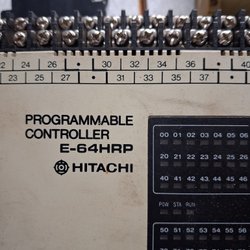 24 26 • 31 33 36 • 40
23 25 27 • 32 35 37 •
PROGRAMMABLE
CONTROLLER
E-64HRP
HITACHI
00 01 02 03 04 05 06
20 21 22 23 24 25 26
40 41 42 43 44 45 46
POW STA RUN
50 51 52 53 54 55 56